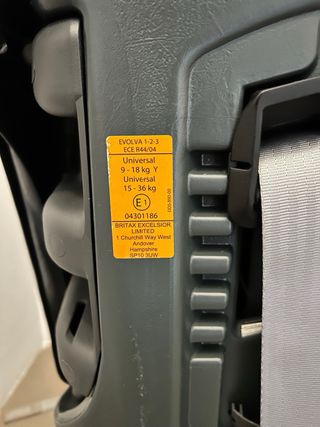 EVOLVA 1-2-3
ECE R44/04
Universal
9 - 18 kg Y
Universal
15 - 36 kg
E 1
04301186
BRITAX EXCELSIOR
LIMITED
1 Churchill Way West
Andover
Hampshire
SP10 3UW